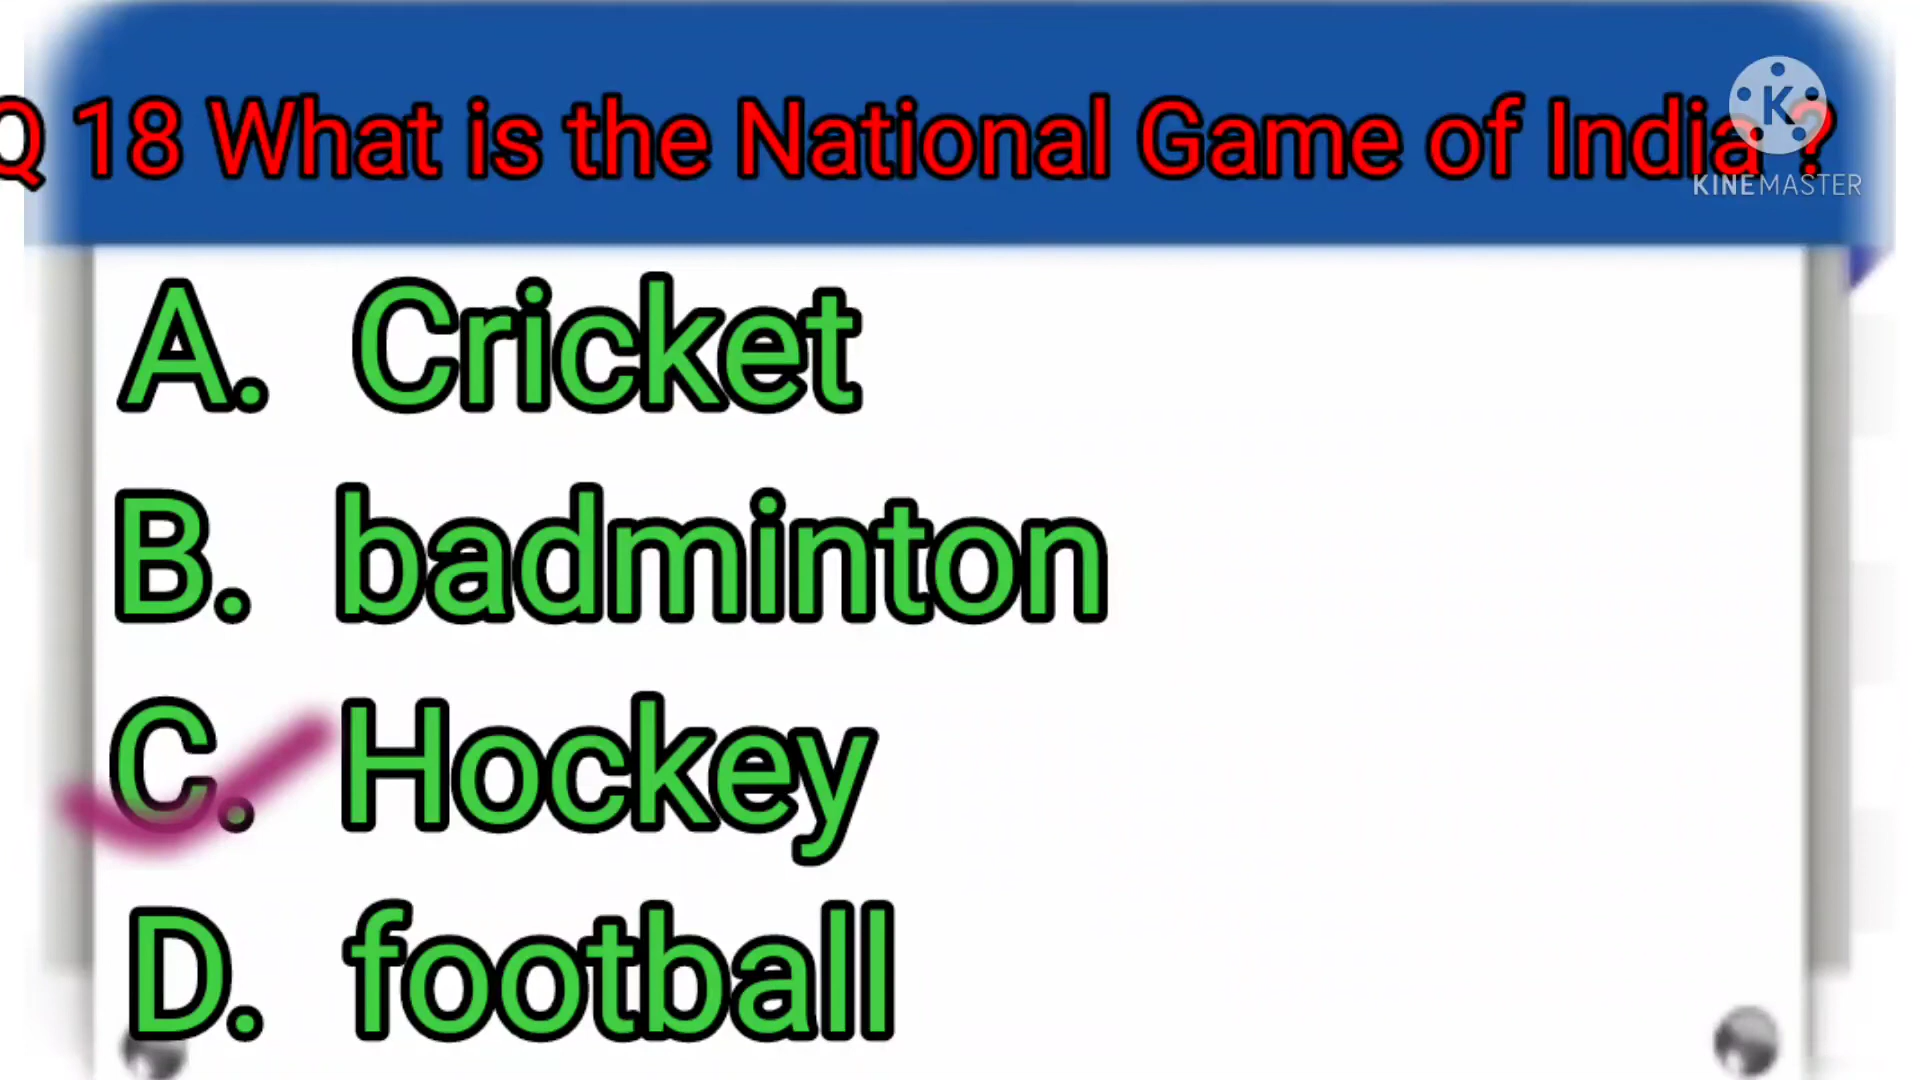 Q 18 What is the National Game of India ?
KINEMASTER
A. Cricket
B. badminton
C. Hockey
D. football